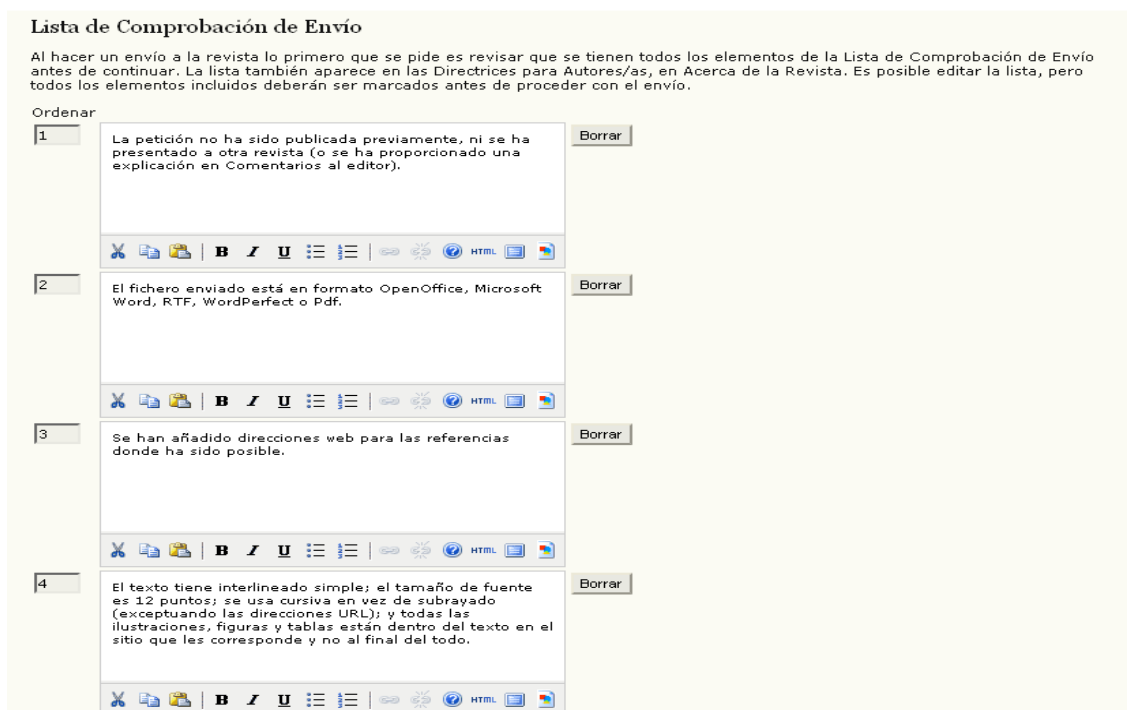 Lista de Comprobación de Envío
Al hacer un envío a la revista lo primero que se pide es revisar que se tienen todos los elementos de la Lista de Comprobación de Envío
antes de continuar. La lista también aparece en las Directrices para Autores/as, en Acerca de la Revista. Es posible editar la lista, pero
todos los elementos incluidos deberán ser marcados antes de proceder con el envío.
Ordenar
1
La petición no ha sido publicada previamente, ni se ha
presentado a otra revista (o se ha proporcionado una
explicación en Comentarios al editor).
Borrar
B I U HTML
2
El fichero enviado está en formato OpenOffice, Microsoft
Word, RTF, WordPerfect o Pdf.
Borrar
B I U HTML
3
Se han añadido direcciones web para las referencias
donde ha sido posible.
Borrar
B I U HTML
4
El texto tiene interlineado simple; el tamaño de fuente
es 12 puntos; se usa cursiva en vez de subrayado
(exceptuando las direcciones URL); y todas las
ilustraciones, figuras y tablas están dentro del texto en el
sitio que les corresponde y no al final del todo.
Borrar
B I U HTML